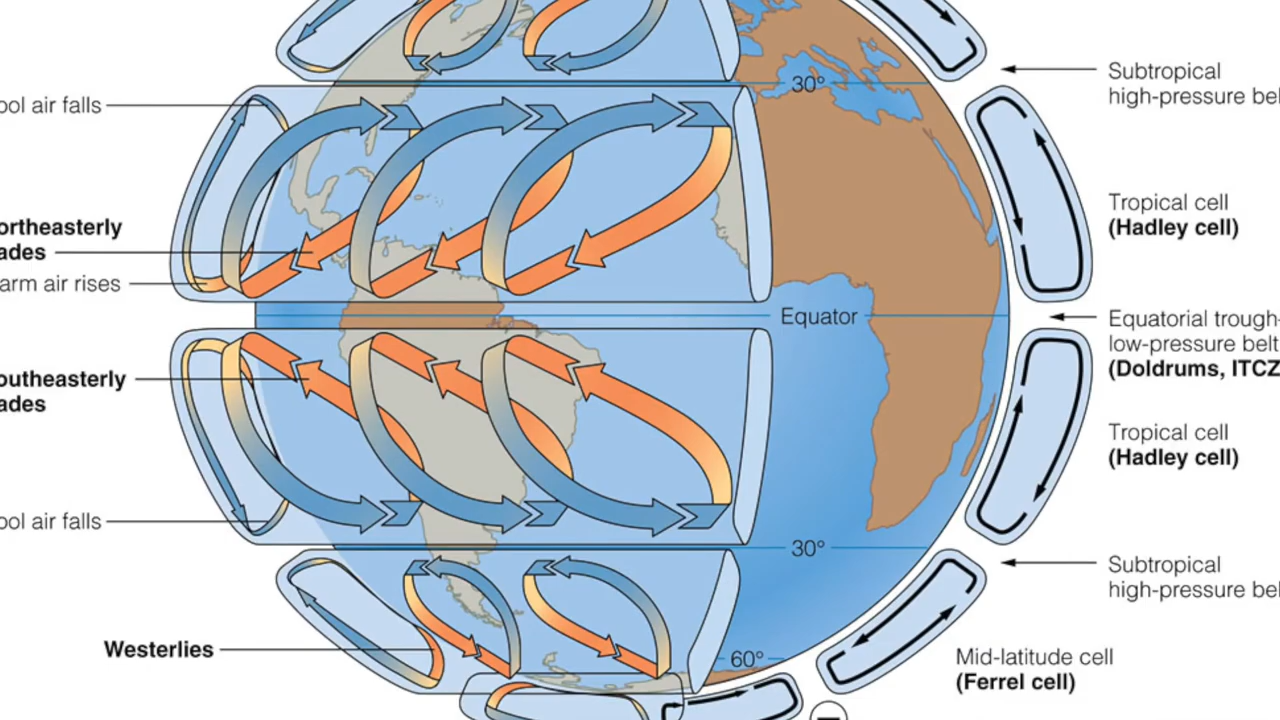 30°
Subtropical
high-pressure bel
ool air falls
Tropical cell
(Hadley cell)
ortheasterly
ades
arm air rises
Equator
Equatorial trough-
low-pressure belt
(Doldrums, ITCZ
outheasterly
ades
Tropical cell
(Hadley cell)
ool air falls
30°
Subtropical
high-pressure bel
Westerlies
60°
Mid-latitude cell
(Ferrel cell)